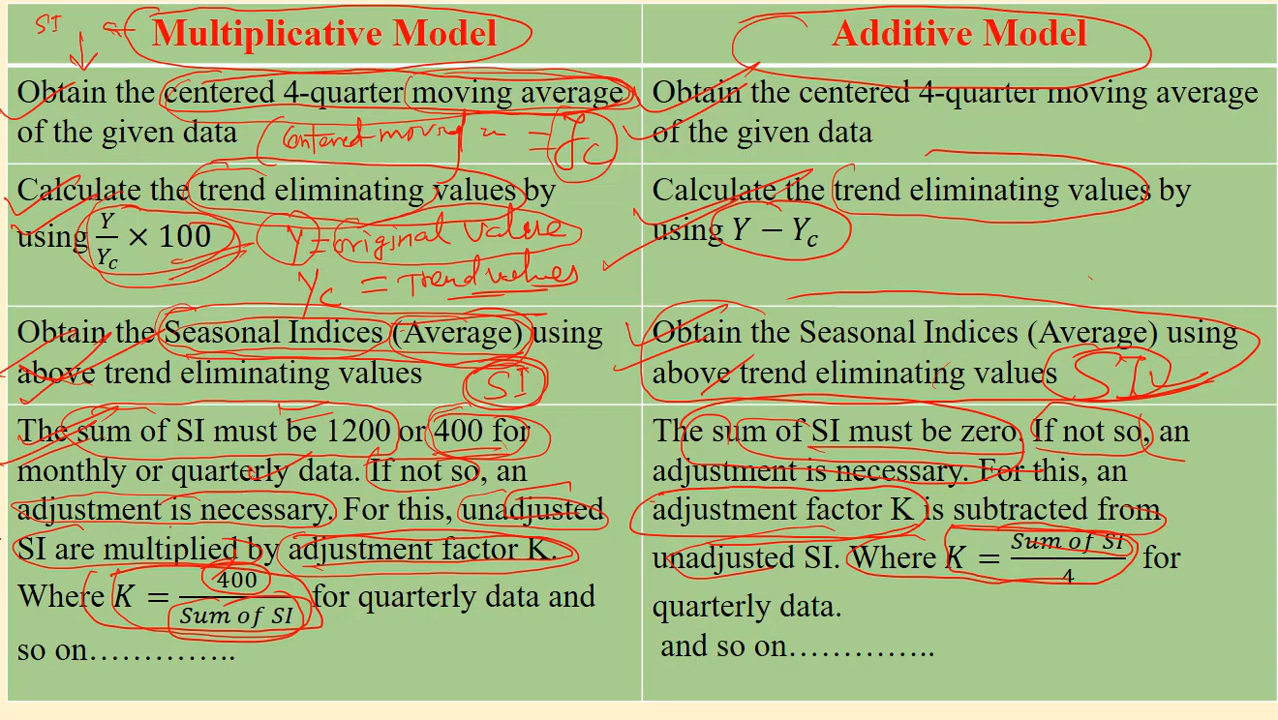 SI
Multiplicative Model
Obtain the centered 4-quarter moving average
of the given data
Centered moving = Yc
Calculate the trend eliminating values by
using Y/Yc × 100
Y = original value
Yc = Trend values
Obtain the Seasonal Indices (Average) using
above trend eliminating values
SI
The sum of SI must be 1200 or 400 for
monthly or quarterly data. If not so, an
adjustment is necessary. For this, unadjusted
SI are multiplied by adjustment factor K.
Where K = 400/Sum of SI for quarterly data and
so on…………..
Additive Model
Obtain the centered 4-quarter moving average
of the given data
Calculate the trend eliminating values by
using Y − Yc
Obtain the Seasonal Indices (Average) using
above trend eliminating values
SI
The sum of SI must be zero. If not so, an
adjustment is necessary. For this, an
adjustment factor K is subtracted from
unadjusted SI. Where K = Sum of SI/4 for
quarterly data.
and so on…………..